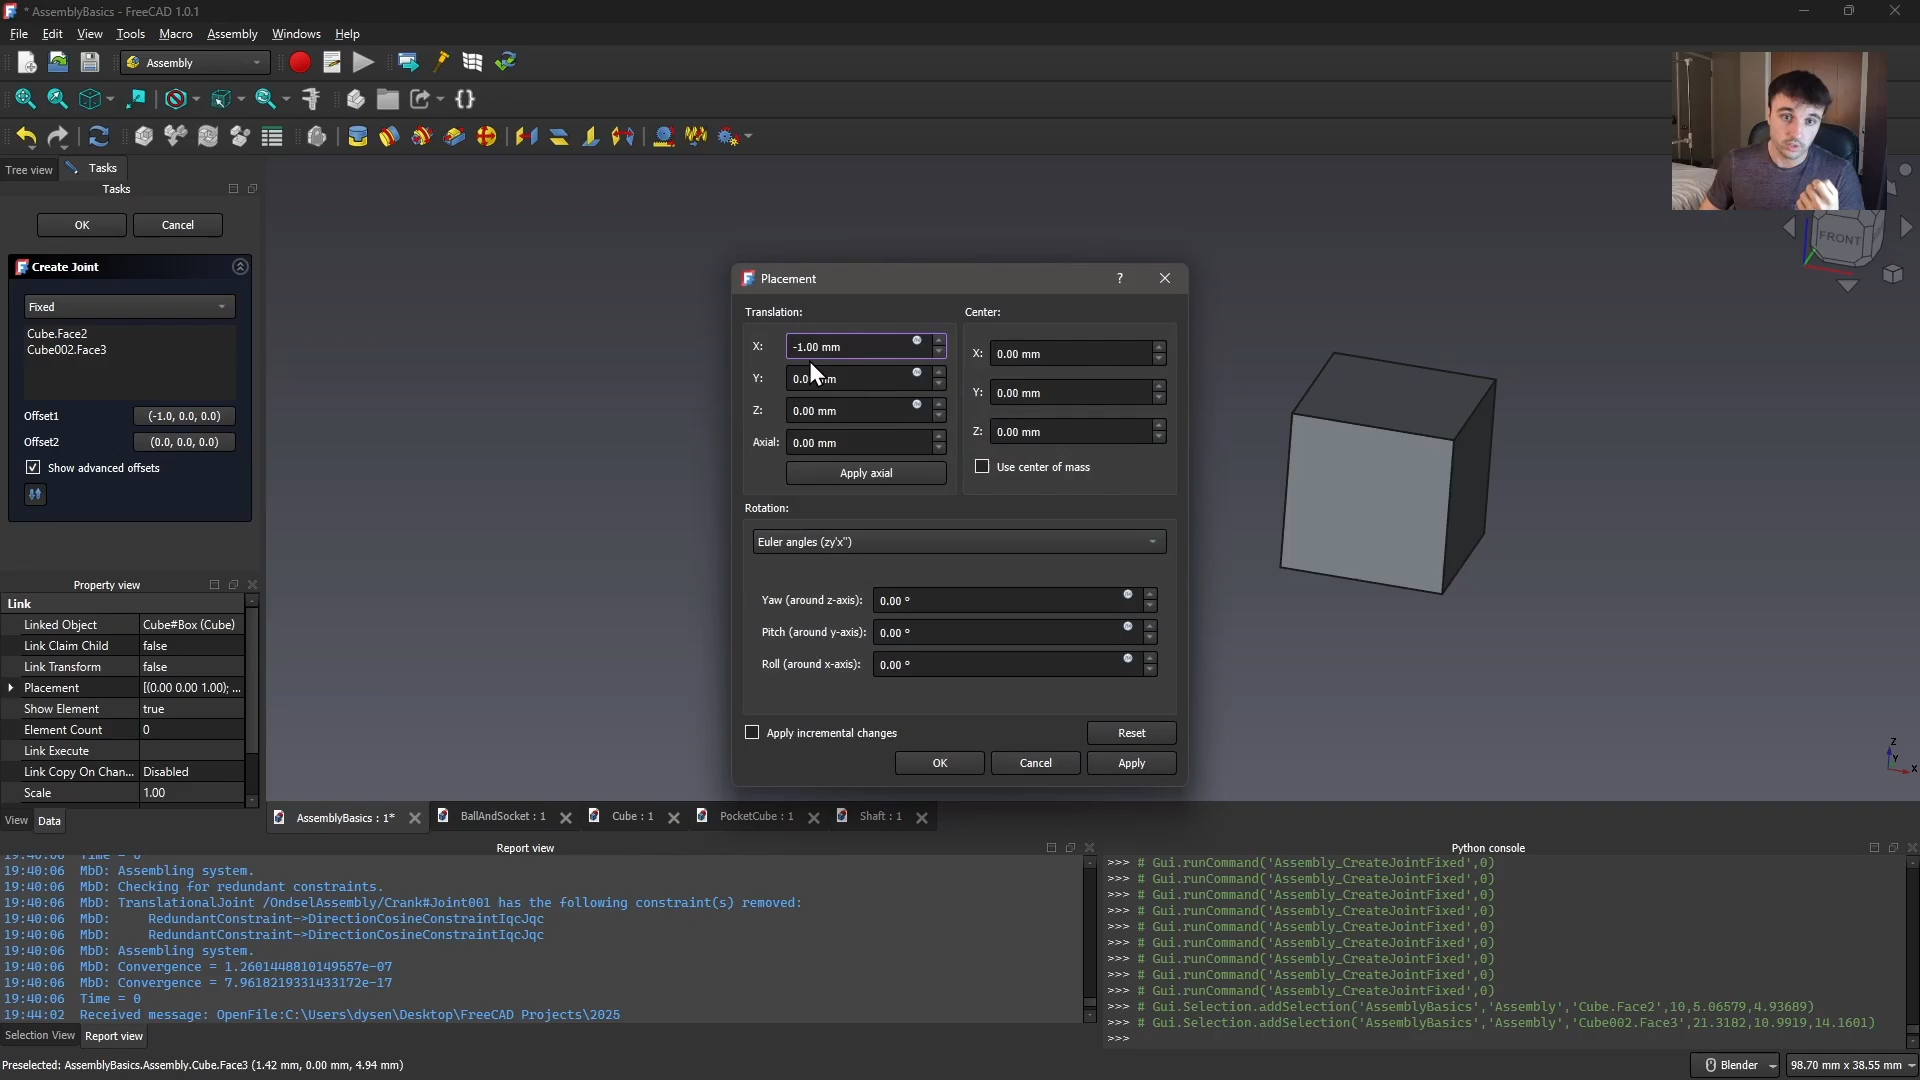 * AssemblyBasics - FreeCAD 1.0.1
File Edit View Tools Macro Assembly Windows Help
Assembly
Tree view Tasks
Tasks
OK Cancel
Create Joint
Fixed
Cube.Face2
Cube002.Face3
Offset1 (-1.0, 0.0, 0.0)
Offset2 (0.0, 0.0, 0.0)
Show advanced offsets
Property view
Link
Linked Object Cube#Box (Cube)
Link Claim Child false
Link Transform false
Placement [(0.00 0.00 1.00); ...
Show Element true
Element Count 0
Link Execute
Link Copy On Chan... Disabled
Scale 1.00
View Data
Placement ?
Translation: Center:
X: -1.00 mm X: 0.00 mm
Y: mm Y: 0.00 mm
Z: 0.00 mm Z: 0.00 mm
Axial: 0.00 mm
Use center of mass
Apply axial
Rotation:
Euler angles (zy'x'')
Yaw (around z-axis): 0.00 °
Pitch (around y-axis): 0.00 °
Roll (around x-axis): 0.00 °
Apply incremental changes Reset
OK Cancel Apply
FRONT
Z
Y
X
AssemblyBasics : 1* BallAndSocket : 1 Cube : 1 PocketCube : 1 Shaft : 1
Report view
19:40:06 Time = 0
19:40:06 MbD: Assembling system.
19:40:06 MbD: Checking for redundant constraints.
19:40:06 MbD: TranslationalJoint /OndselAssembly/Crank#Joint001 has the following constraint(s) removed:
19:40:06 MbD: RedundantConstraint->DirectionCosineConstraintIqcJqc
19:40:06 MbD: RedundantConstraint->DirectionCosineConstraintIqcJqc
19:40:06 MbD: Assembling system.
19:40:06 MbD: Convergence = 1.2601448810149557e-07
19:40:06 MbD: Convergence = 7.9618219331433172e-17
19:40:06 Time = 0
19:44:02 Received message: OpenFile:C:\Users\dysen\Desktop\FreeCAD Projects\2025
Selection View Report view
Python console
>>> # Gui.runCommand('Assembly_CreateJointFixed',0)
>>> # Gui.runCommand('Assembly_CreateJointFixed',0)
>>> # Gui.runCommand('Assembly_CreateJointFixed',0)
>>> # Gui.runCommand('Assembly_CreateJointFixed',0)
>>> # Gui.runCommand('Assembly_CreateJointFixed',0)
>>> # Gui.runCommand('Assembly_CreateJointFixed',0)
>>> # Gui.runCommand('Assembly_CreateJointFixed',0)
>>> # Gui.runCommand('Assembly_CreateJointFixed',0)
>>> # Gui.runCommand('Assembly_CreateJointFixed',0)
>>> # Gui.Selection.addSelection('AssemblyBasics','Assembly','Cube.Face2',10,5.06579,4.93689)
>>> # Gui.Selection.addSelection('AssemblyBasics','Assembly','Cube002.Face3',21.3182,10.9919,14.1601)
>>>
Preselected: AssemblyBasics.Assembly.Cube.Face3 (1.42 mm, 0.00 mm, 4.94 mm)
Blender 98.70 mm x 38.55 mm